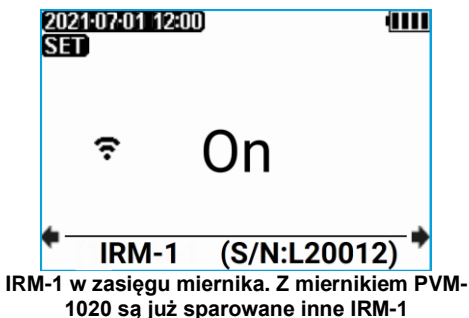 2021-07-01 12:00
SET
On
IRM-1 (S/N:L20012)
IRM-1 w zasięgu miernika. Z miernikiem PVM-
1020 są już sparowane inne IRM-1